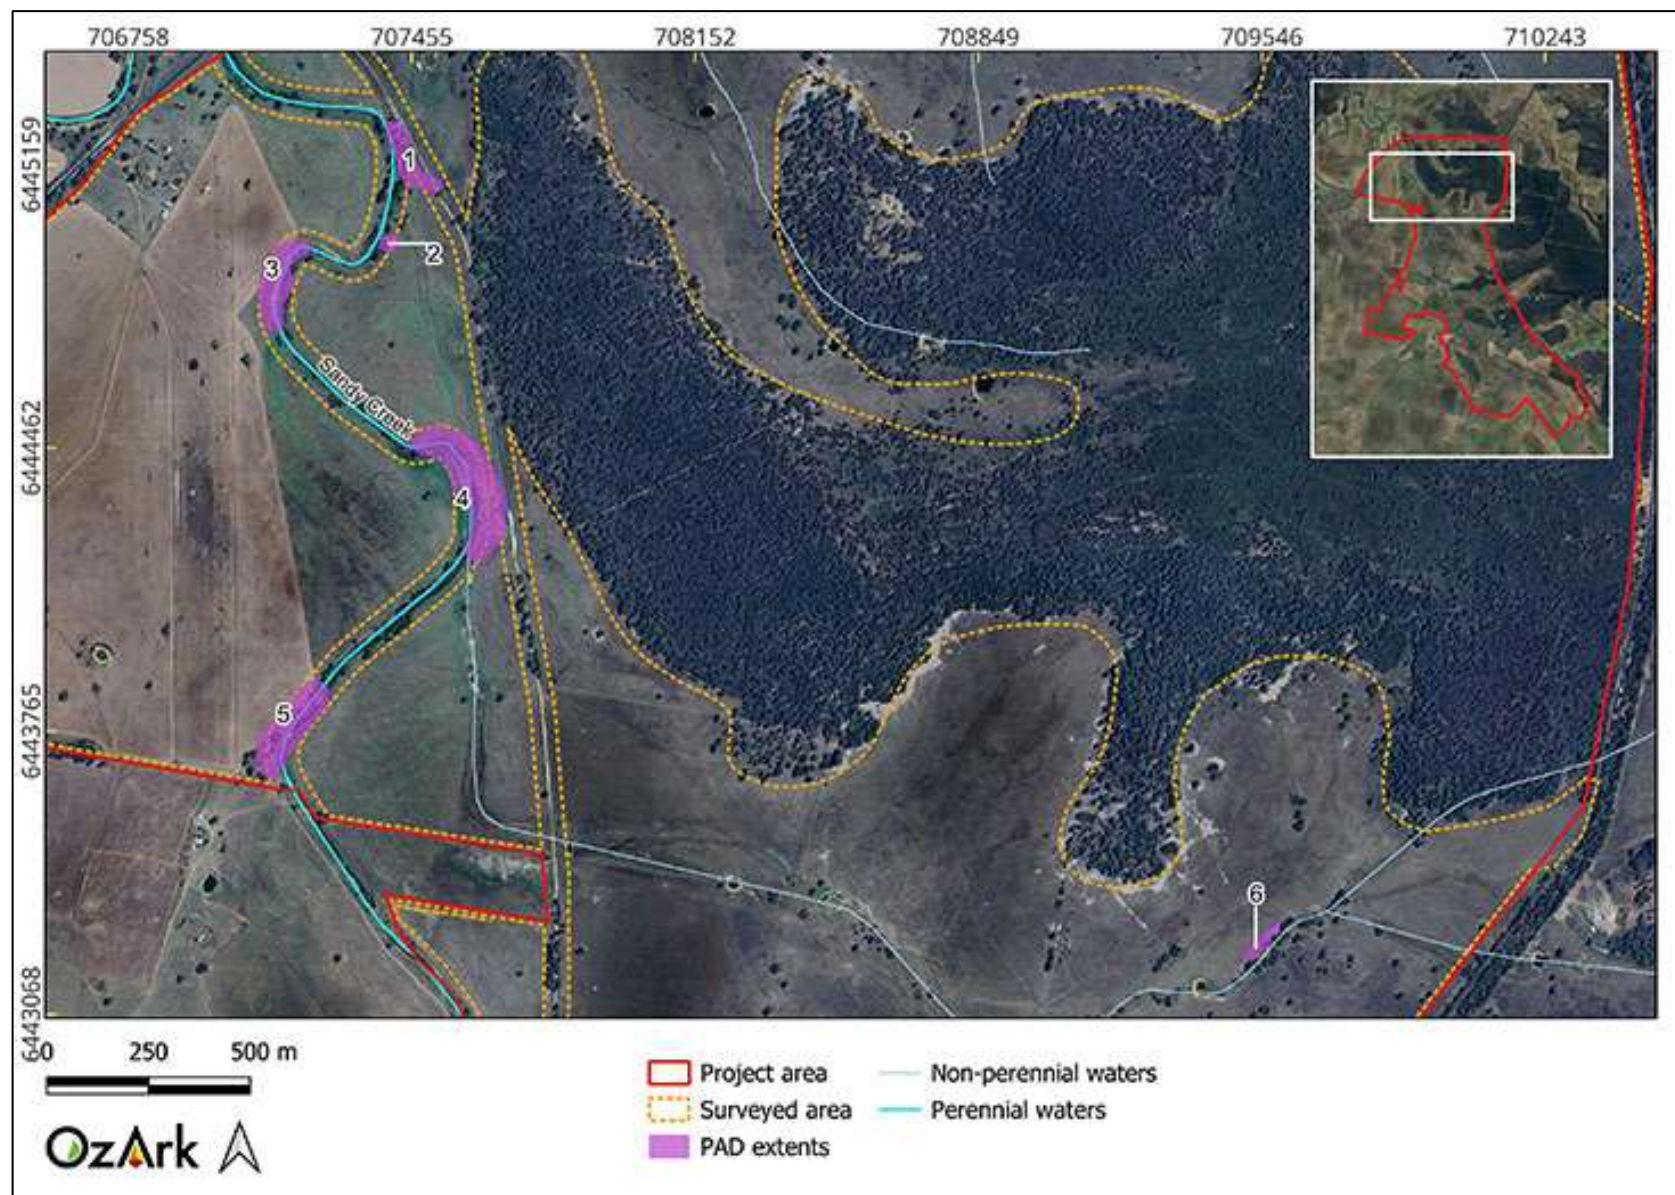 706758 707455 708152 708849 709546 710243
6445159
6444462
6443765
6443068
1
2
3
Sandy Creek
4
5
6
0 250 500 m
Project area
Surveyed area
PAD extents
Non-perennial waters
Perennial waters
OzArk